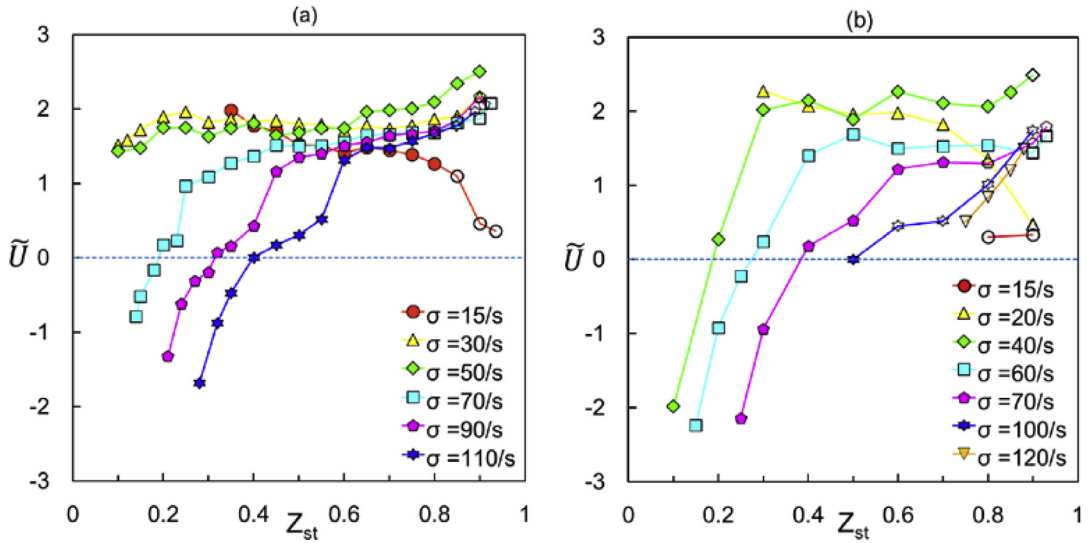 (a)
3
2
1
0
-1
-2
-3
Ũ
0
0.2
0.4
0.6
0.8
1
Z_st
σ =15/s
σ =30/s
σ =50/s
σ =70/s
σ =90/s
σ =110/s
(b)
3
2
1
0
-1
-2
-3
Ũ
0
0.2
0.4
0.6
0.8
1
Z_st
σ =15/s
σ =20/s
σ =40/s
σ =60/s
σ =70/s
σ =100/s
σ =120/s